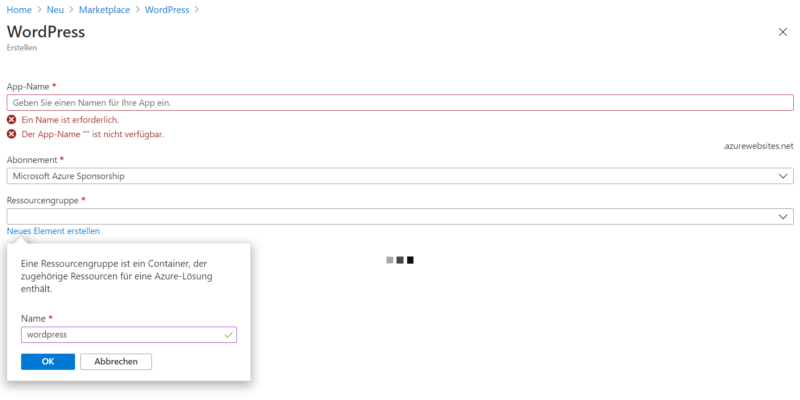 Home > Neu > Marketplace > WordPress >
WordPress
Erstellen
App-Name *
Geben Sie einen Namen für Ihre App ein.
Ein Name ist erforderlich.
Der App-Name "" ist nicht verfügbar.
.azurewebsites.net
Abonnement *
Microsoft Azure Sponsorship
Ressourcengruppe *
Neues Element erstellen
Eine Ressourcengruppe ist ein Container, der
zugehörige Ressourcen für eine Azure-Lösung
enthält.
Name *
wordpress
OK Abbrechen